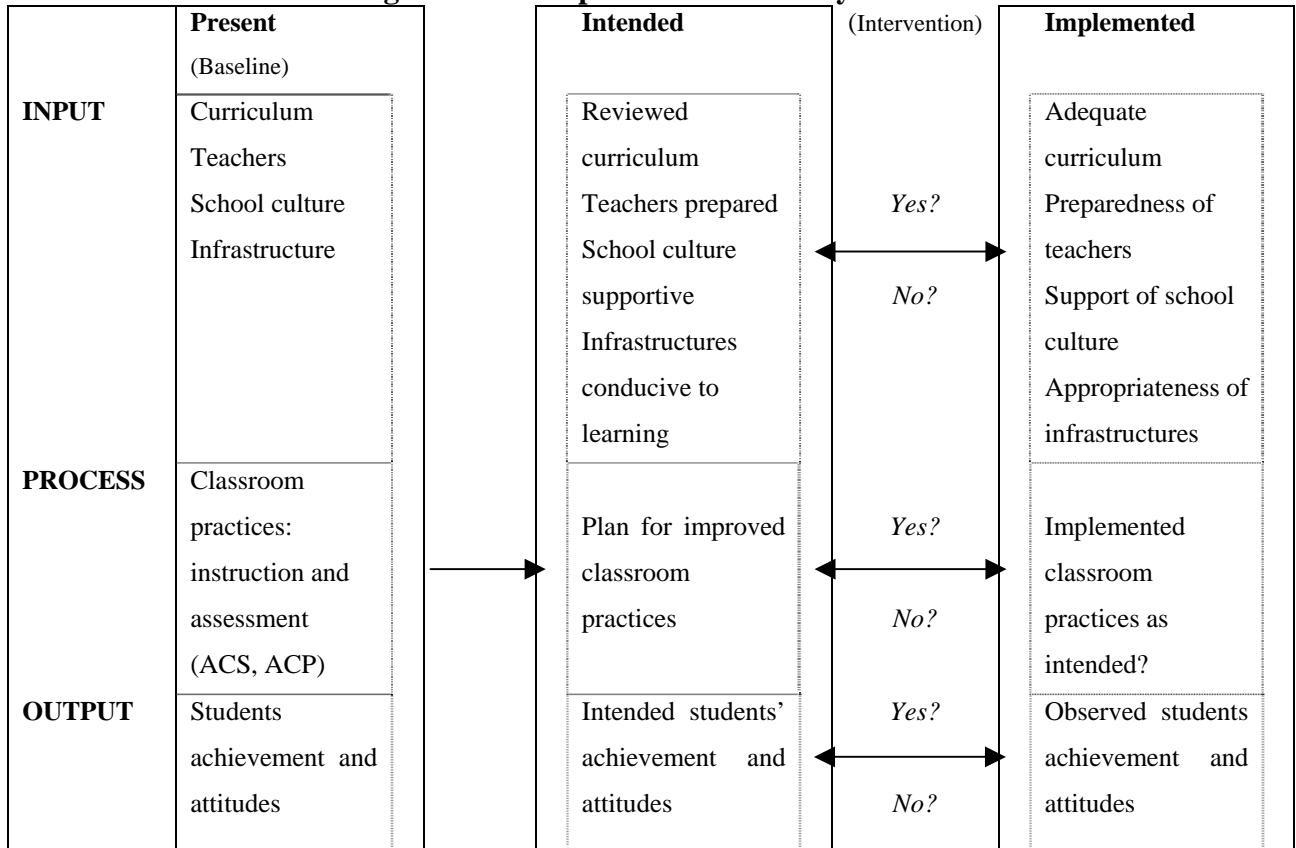 Present
(Baseline)
Intended
(Intervention)
Implemented
INPUT
Curriculum
Teachers
School culture
Infrastructure
Reviewed
curriculum
Teachers prepared
School culture
supportive
Infrastructures
conducive to
learning
Yes?
No?
Adequate
curriculum
Preparedness of
teachers
Support of school
culture
Appropriateness of
infrastructures
PROCESS
Classroom
practices:
instruction and
assessment
(ACS, ACP)
Plan for improved
classroom
practices
Yes?
No?
Implemented
classroom
practices as
intended?
OUTPUT
Students
achievement and
attitudes
Intended students’
achievement and
attitudes
Yes?
No?
Observed students
achievement and
attitudes